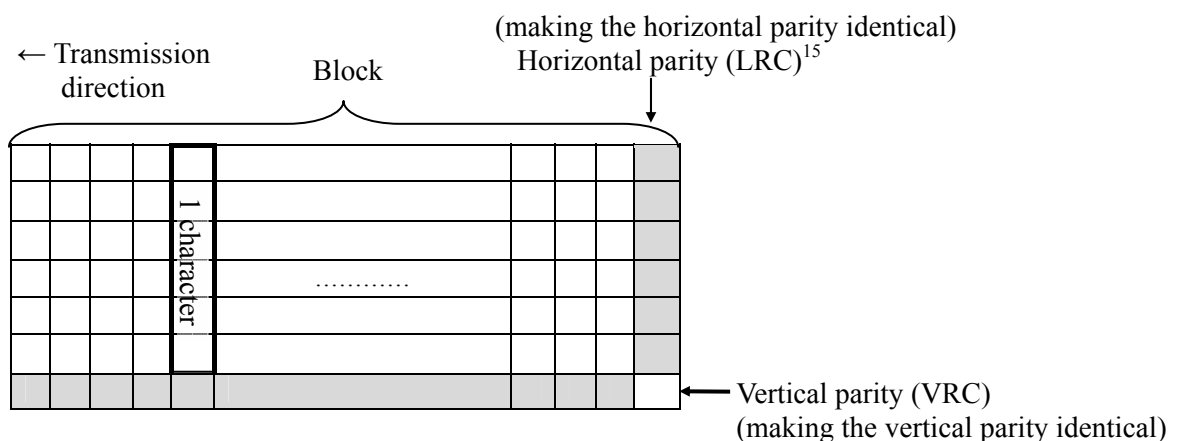 (making the horizontal parity identical)
← Transmission
direction
Block
Horizontal parity (LRC)15
1 character
…………
Vertical parity (VRC)
(making the vertical parity identical)